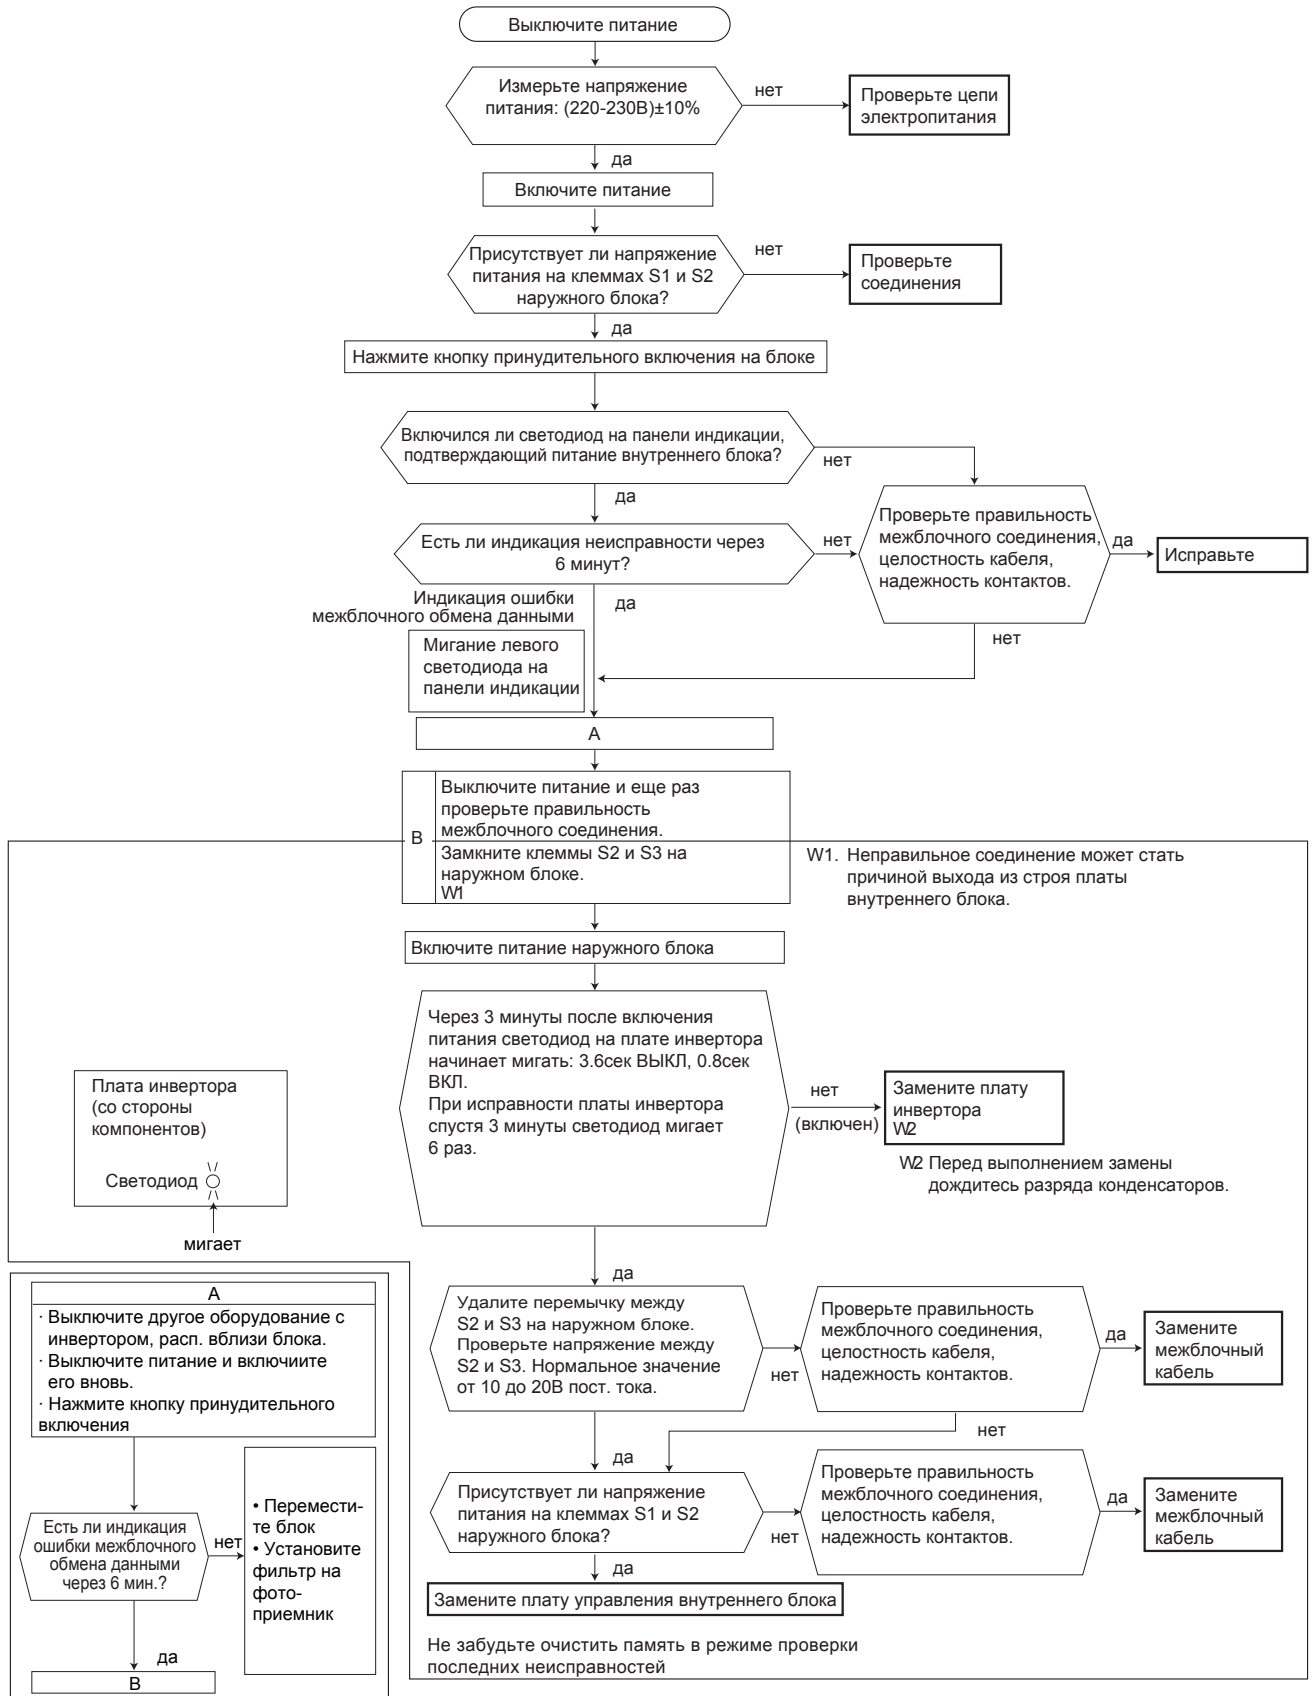 Выключите питание
Измерьте напряжение
питания: (220-230В)±10%
нет
Проверьте цепи
электропитания
да
Включите питание
Присутствует ли напряжение
питания на клеммах S1 и S2
наружного блока?
нет
Проверьте
соединения
да
Нажмите кнопку принудительного включения на блоке
Включился ли светодиод на панели индикации,
подтверждающий питание внутреннего блока?
нет
да
Есть ли индикация неисправности через
6 минут?
нет
Проверьте правильность
межблочного соединения,
целостность кабеля,
надежность контактов.
да
Исправьте
Индикация ошибки
межблочного обмена данными
да
нет
Мигание левого
светодиода на
панели индикации
A
B
Выключите питание и еще раз
проверьте правильность
межблочного соединения.
Замкните клеммы S2 и S3 на
наружном блоке.
W1
W1. Неправильное соединение может стать
причиной выхода из строя платы
внутреннего блока.
Включите питание наружного блока
Через 3 минуты после включения
питания светодиод на плате инвертора
начинает мигать: 3.6сек ВЫКЛ, 0.8сек
ВКЛ.
При исправности платы инвертора
спустя 3 минуты светодиод мигает
6 раз.
нет
(включен)
Замените плату
инвертора
W2
W2 Перед выполнением замены
дождитесь разряда конденсаторов.
Плата инвертора
(со стороны
компонентов)
Светодиод
мигает
да
Удалите перемычку между
S2 и S3 на наружном блоке.
Проверьте напряжение между
S2 и S3. Нормальное значение
от 10 до 20В пост. тока.
нет
Проверьте правильность
межблочного соединения,
целостность кабеля,
надежность контактов.
да
Замените
межблочный
кабель
нет
да
Присутствует ли напряжение
питания на клеммах S1 и S2
наружного блока?
нет
Проверьте правильность
межблочного соединения,
целостность кабеля,
надежность контактов.
да
Замените
межблочный
кабель
да
Замените плату управления внутреннего блока
Не забудьте очистить память в режиме проверки
последних неисправностей
A
· Выключите другое оборудование с
инвертором, расп. вблизи блока.
· Выключите питание и включиите
его вновь.
· Нажмите кнопку принудительного
включения
Есть ли индикация
ошибки межблочного
обмена данными
через 6 мин.?
нет
• Перемести-
те блок
• Установите
фильтр на
фото-
приемник
да
B